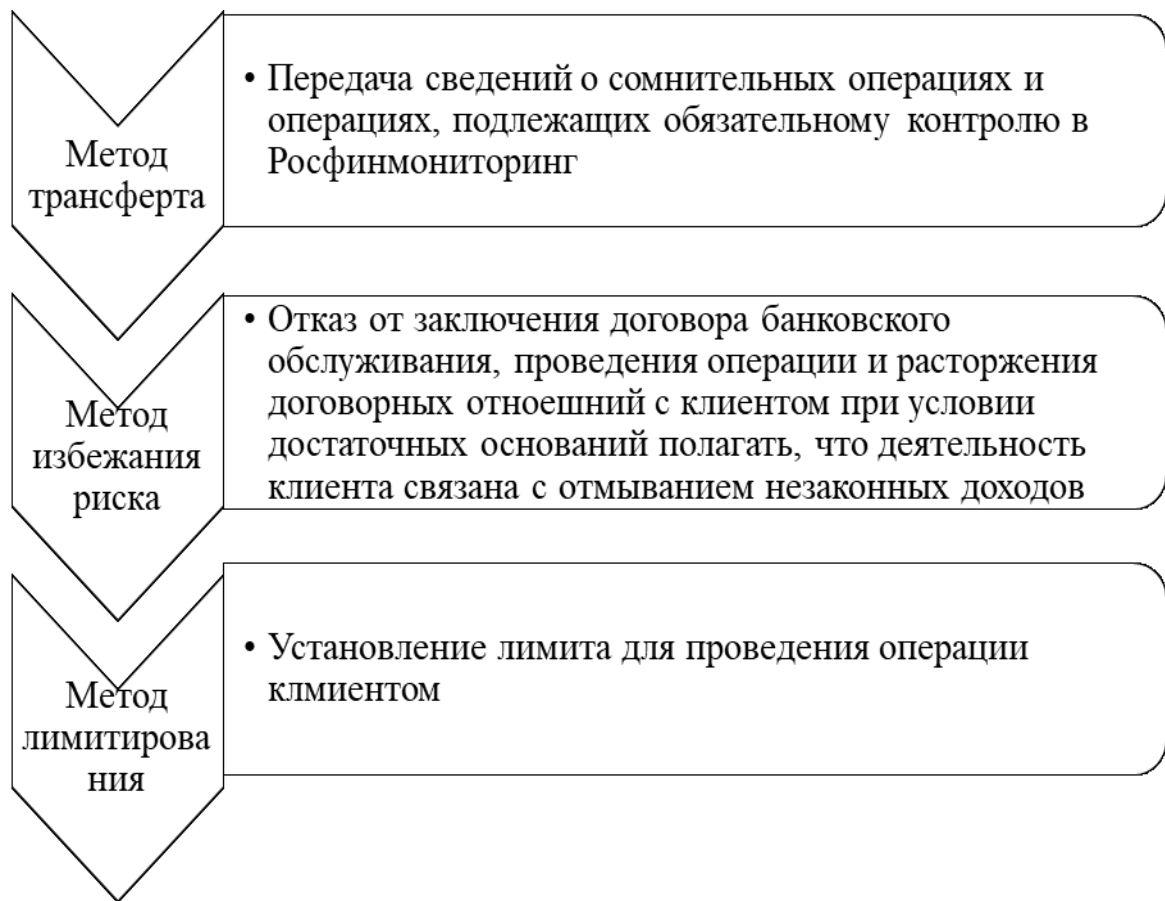 Метод
трансферта
• Передача сведений о сомнительных операциях и
операциях, подлежащих обязательному контролю в
Росфинмониторинг
Метод
избежания
риска
• Отказ от заключения договора банковского
обслуживания, проведения операции и расторжения
договорных отноешний с клиентом при условии
достаточных оснований полагать, что деятельность
клиента связана с отмыванием незаконных доходов
Метод
лимитирова
ния
• Установление лимита для проведения операции
клмиентом